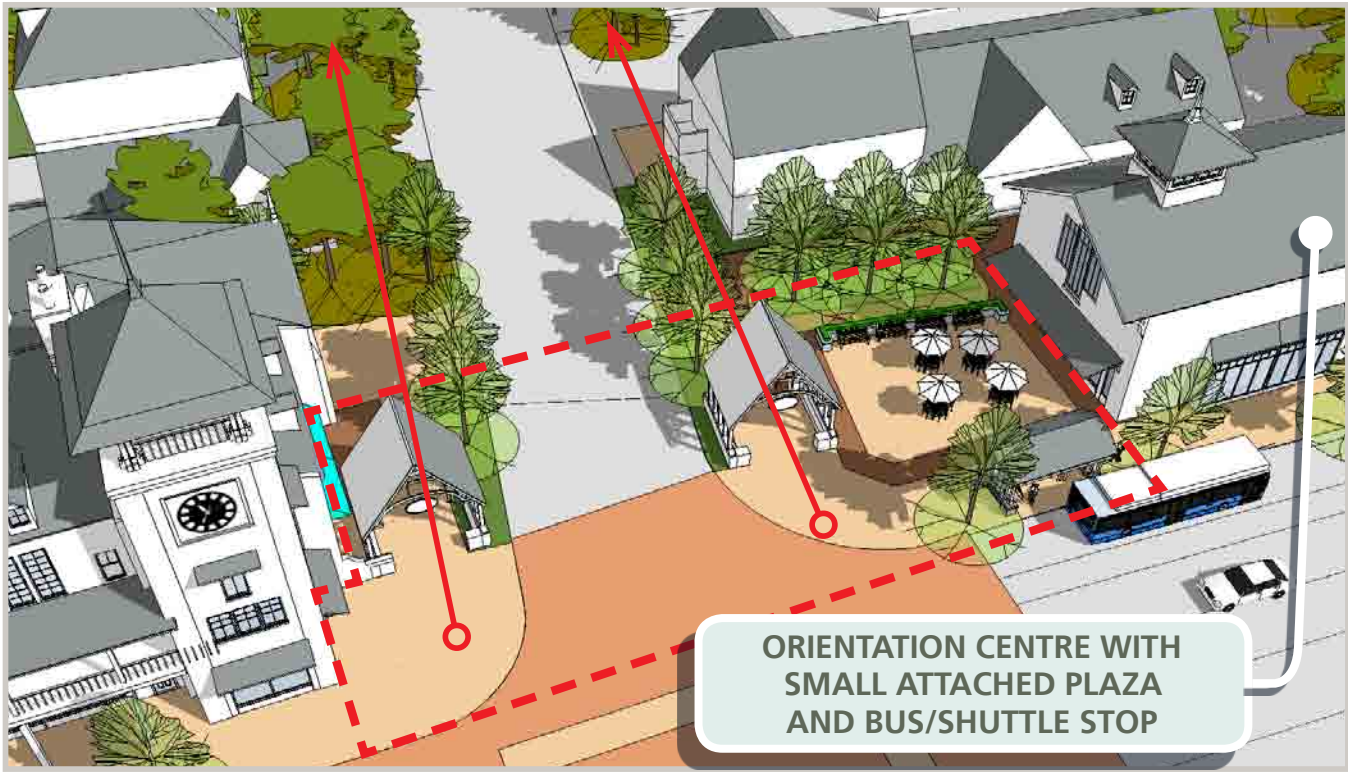 ORIENTATION CENTRE WITH
SMALL ATTACHED PLAZA
AND BUS/SHUTTLE STOP